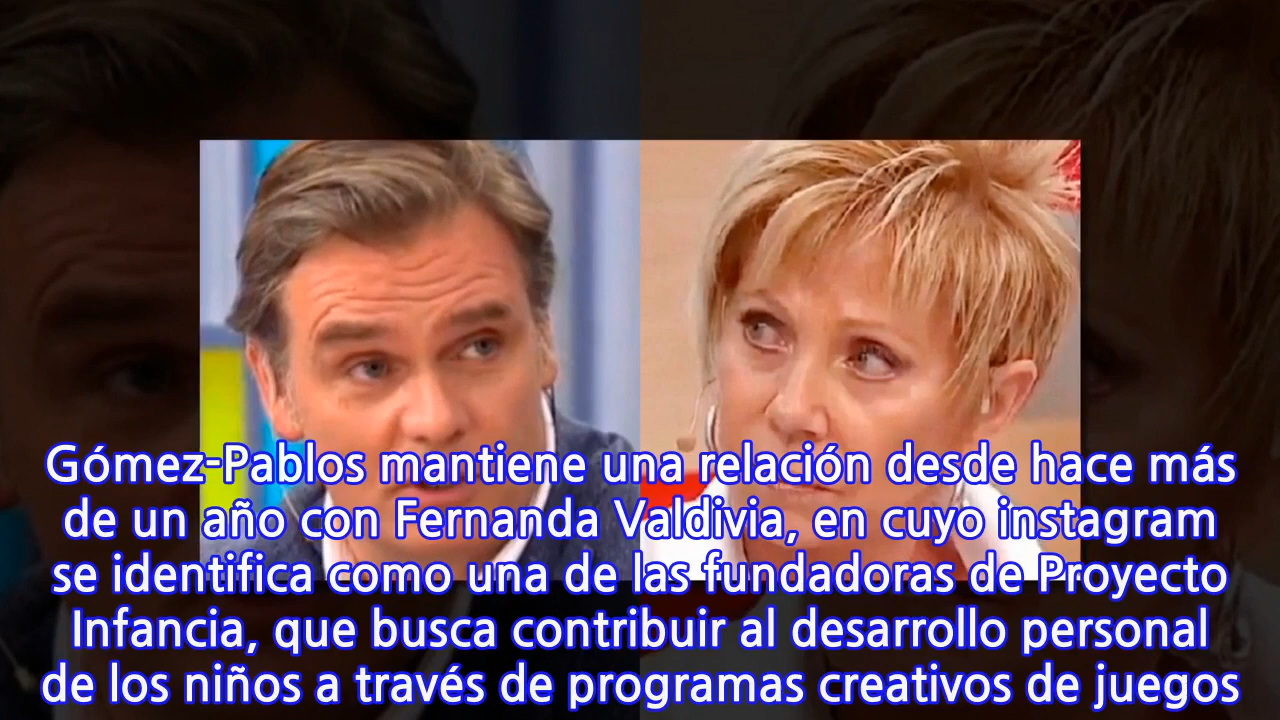 Gómez-Pablos mantiene una relación desde hace más
de un año con Fernanda Valdivia, en cuyo instagram
se identifica como una de las fundadoras de Proyecto
Infancia, que busca contribuir al desarrollo personal
de los niños a través de programas creativos de juegos